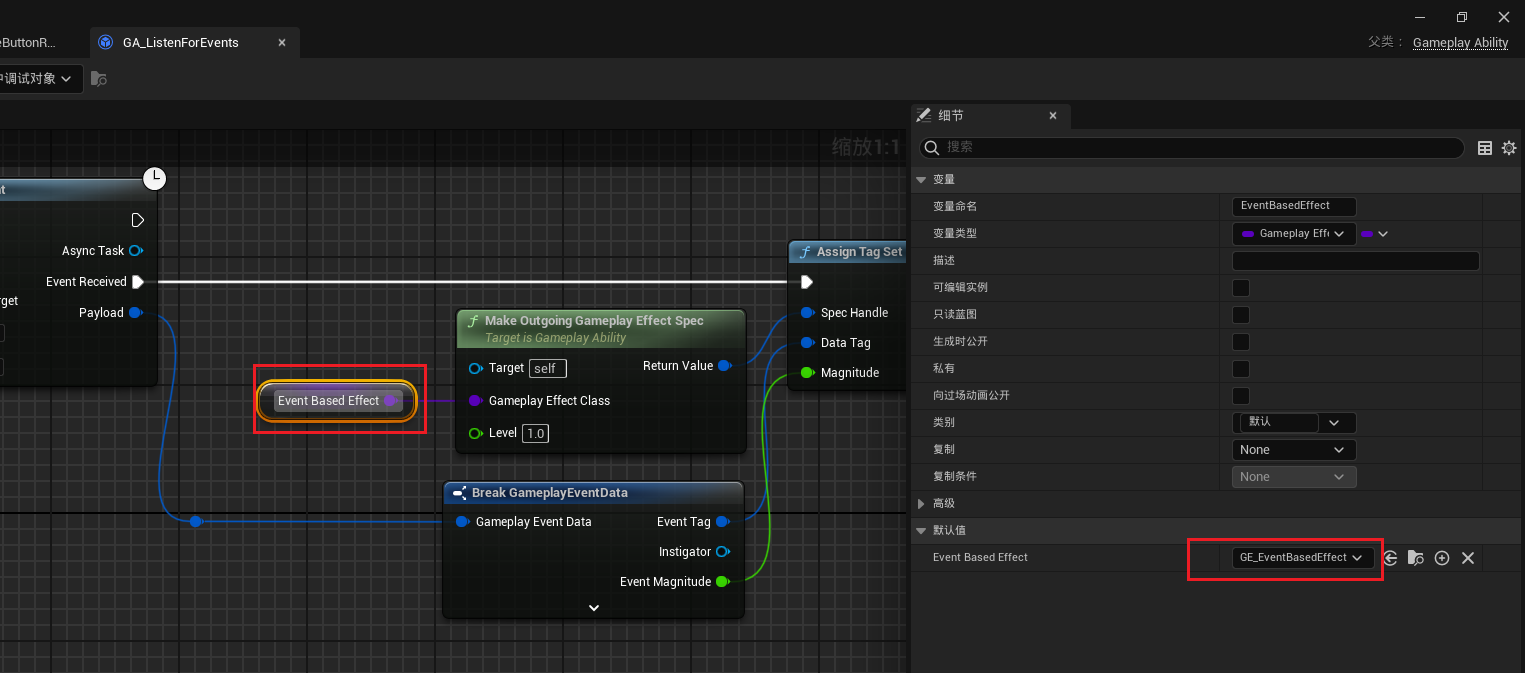 eButtonR...
GA_ListenForEvents
父类：
Gameplay Ability
中调试对象
缩放1:1
nt
Async Task
Event Received
rget
Payload
Event Based Effect
Make Outgoing Gameplay Effect Spec
Target is Gameplay Ability
Target
self
Return Value
Gameplay Effect Class
Level
1.0
Assign Tag Set
Spec Handle
Data Tag
Magnitude
Break GameplayEventData
Gameplay Event Data
Event Tag
Instigator
Event Magnitude
细节
搜索
变量
变量命名 EventBasedEffect
变量类型 Gameplay Effe
描述
可编辑实例
只读蓝图
生成时公开
私有
向过场动画公开
类别 默认
复制 None
复制条件 None
高级
默认值
Event Based Effect GE_EventBasedEffect